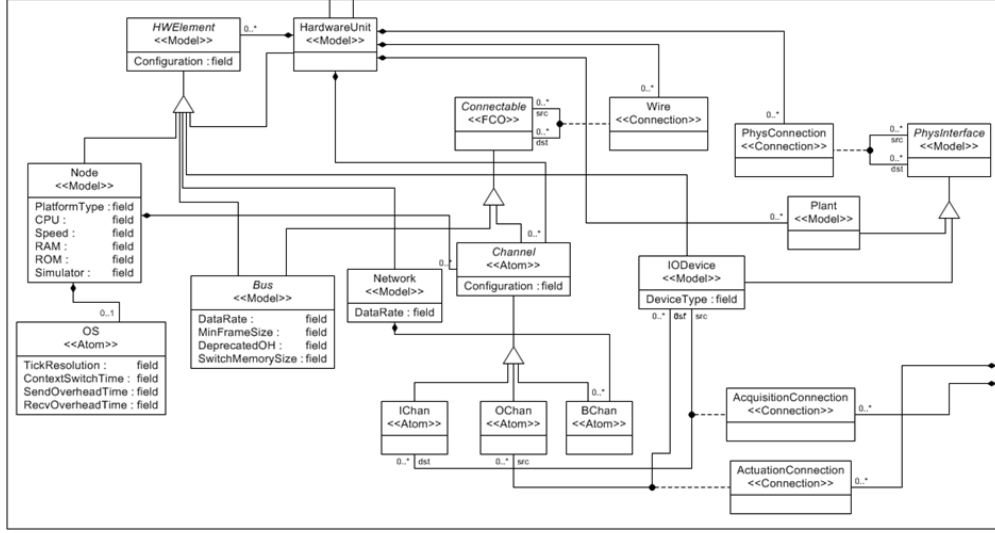 HWElement
<<Model>>
Configuration : field
0..*
HardwareUnit
<<Model>>
0..*
Connectable
<<FCO>>
0..*
src
0..*
dst
0..*
Wire
<<Connection>>
0..*
PhysConnection
<<Connection>>
0..*
src
0..*
dst
PhysInterface
<<Model>>
Node
<<Model>>
PlatformType : field
CPU : field
Speed : field
RAM : field
ROM : field
Simulator : field
0..1
OS
<<Atom>>
TickResolution : field
ContextSwitchTime : field
SendOverheadTime : field
RecvOverheadTime : field
Bus
<<Model>>
DataRate : field
MinFrameSize : field
DeprecatedOH : field
SwitchMemorySize : field
Network
<<Model>>
DataRate : field
0..*
0..*
Channel
<<Atom>>
Configuration : field
0..*
Plant
<<Model>>
IODevice
<<Model>>
DeviceType : field
0..*
dst
src
IChan
<<Atom>>
0..* dst
OChan
<<Atom>>
0..* src
0..*
BChan
<<Atom>>
AcquisitionConnection
<<Connection>>
0..*
ActuationConnection
<<Connection>>
0..*